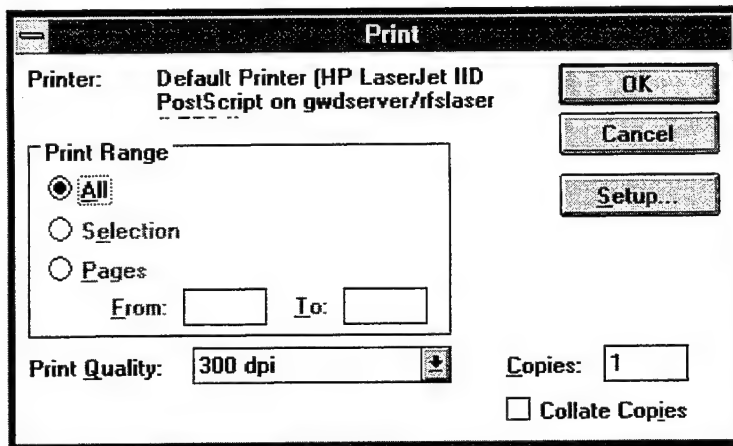 Print
Printer: Default Printer (HP LaserJet IID
PostScript on gwdserver/rfslaser
OK
Cancel
Setup...
Print Range
All
Selection
Pages
From: To:
Print Quality: 300 dpi
Copies: 1
Collate Copies